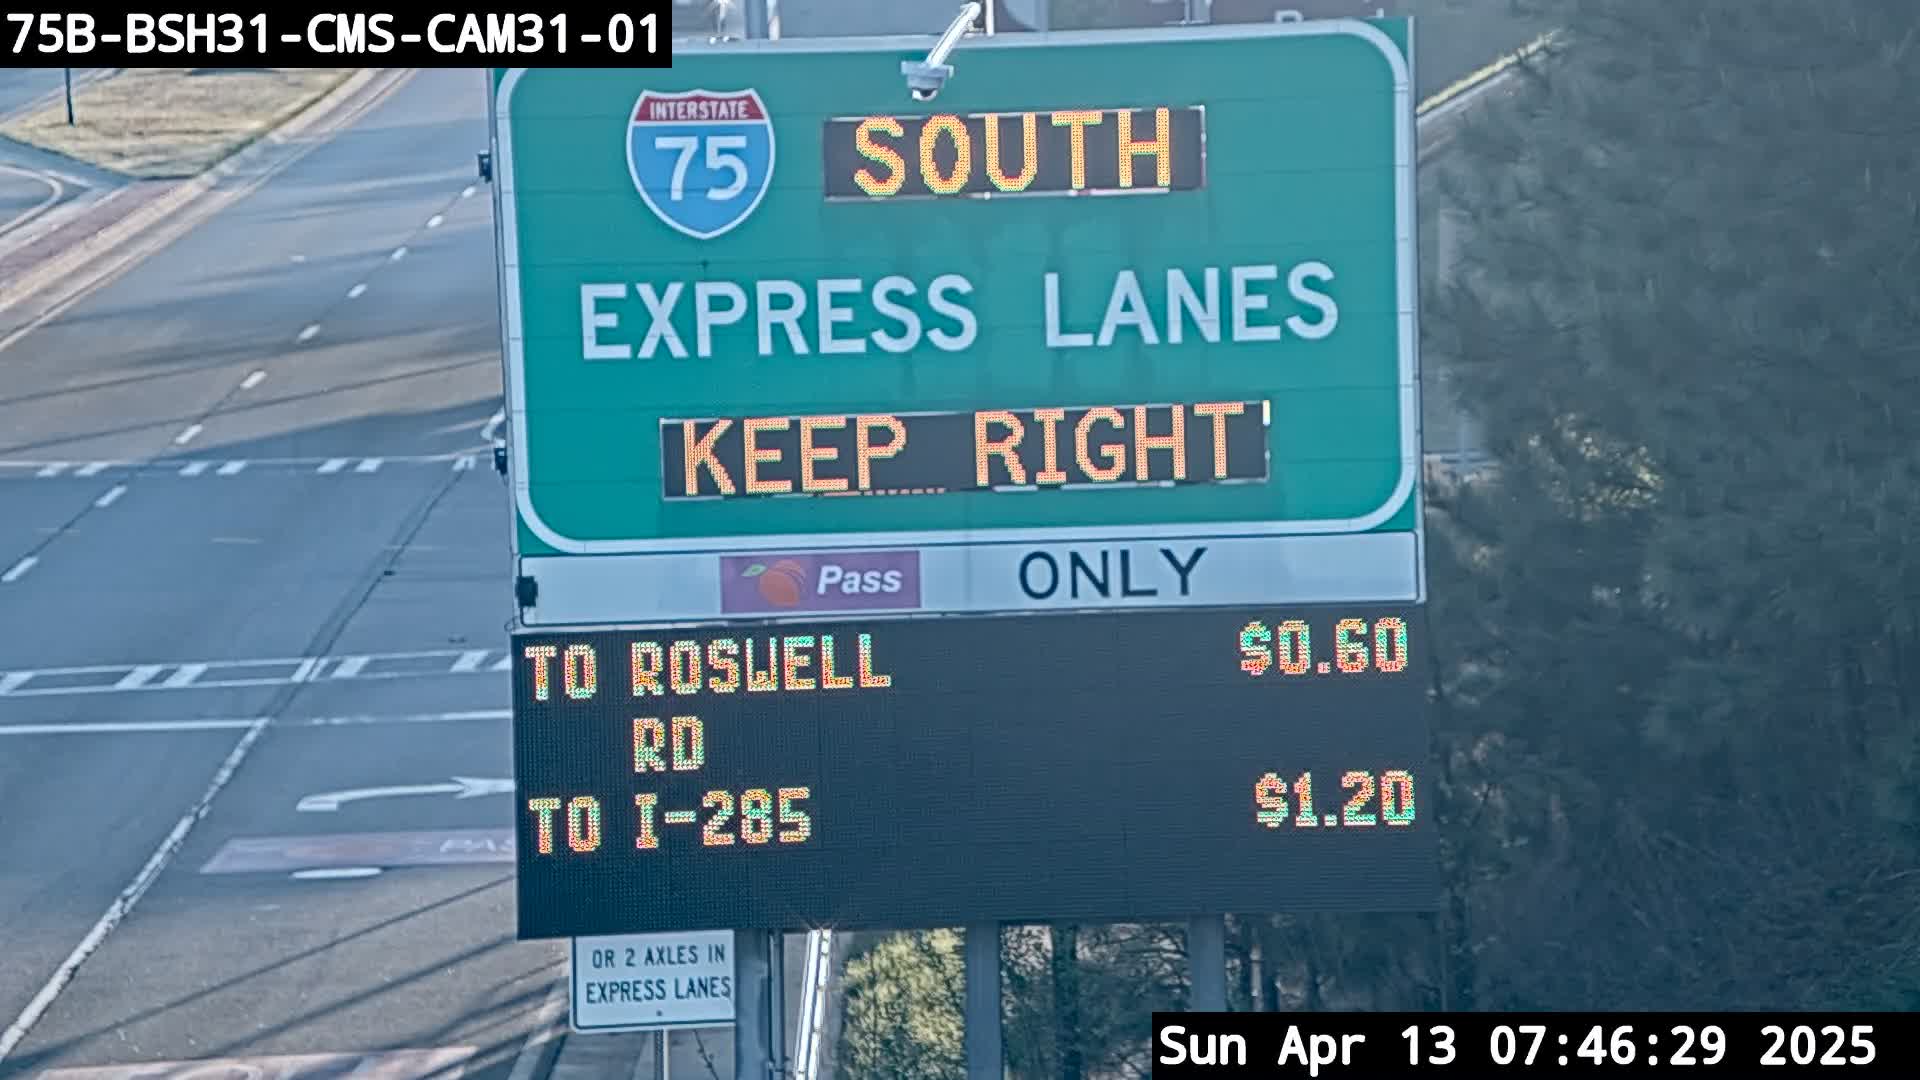 75B-BSH31-CMS-CAM31-01
INTERSTATE
75
SOUTH
EXPRESS LANES
KEEP RIGHT
Pass ONLY
TO ROSWELL $0.60
RD
TO I-285 $1.20
OR 2 AXLES IN
EXPRESS LANES
Sun Apr 13 07:46:29 2025